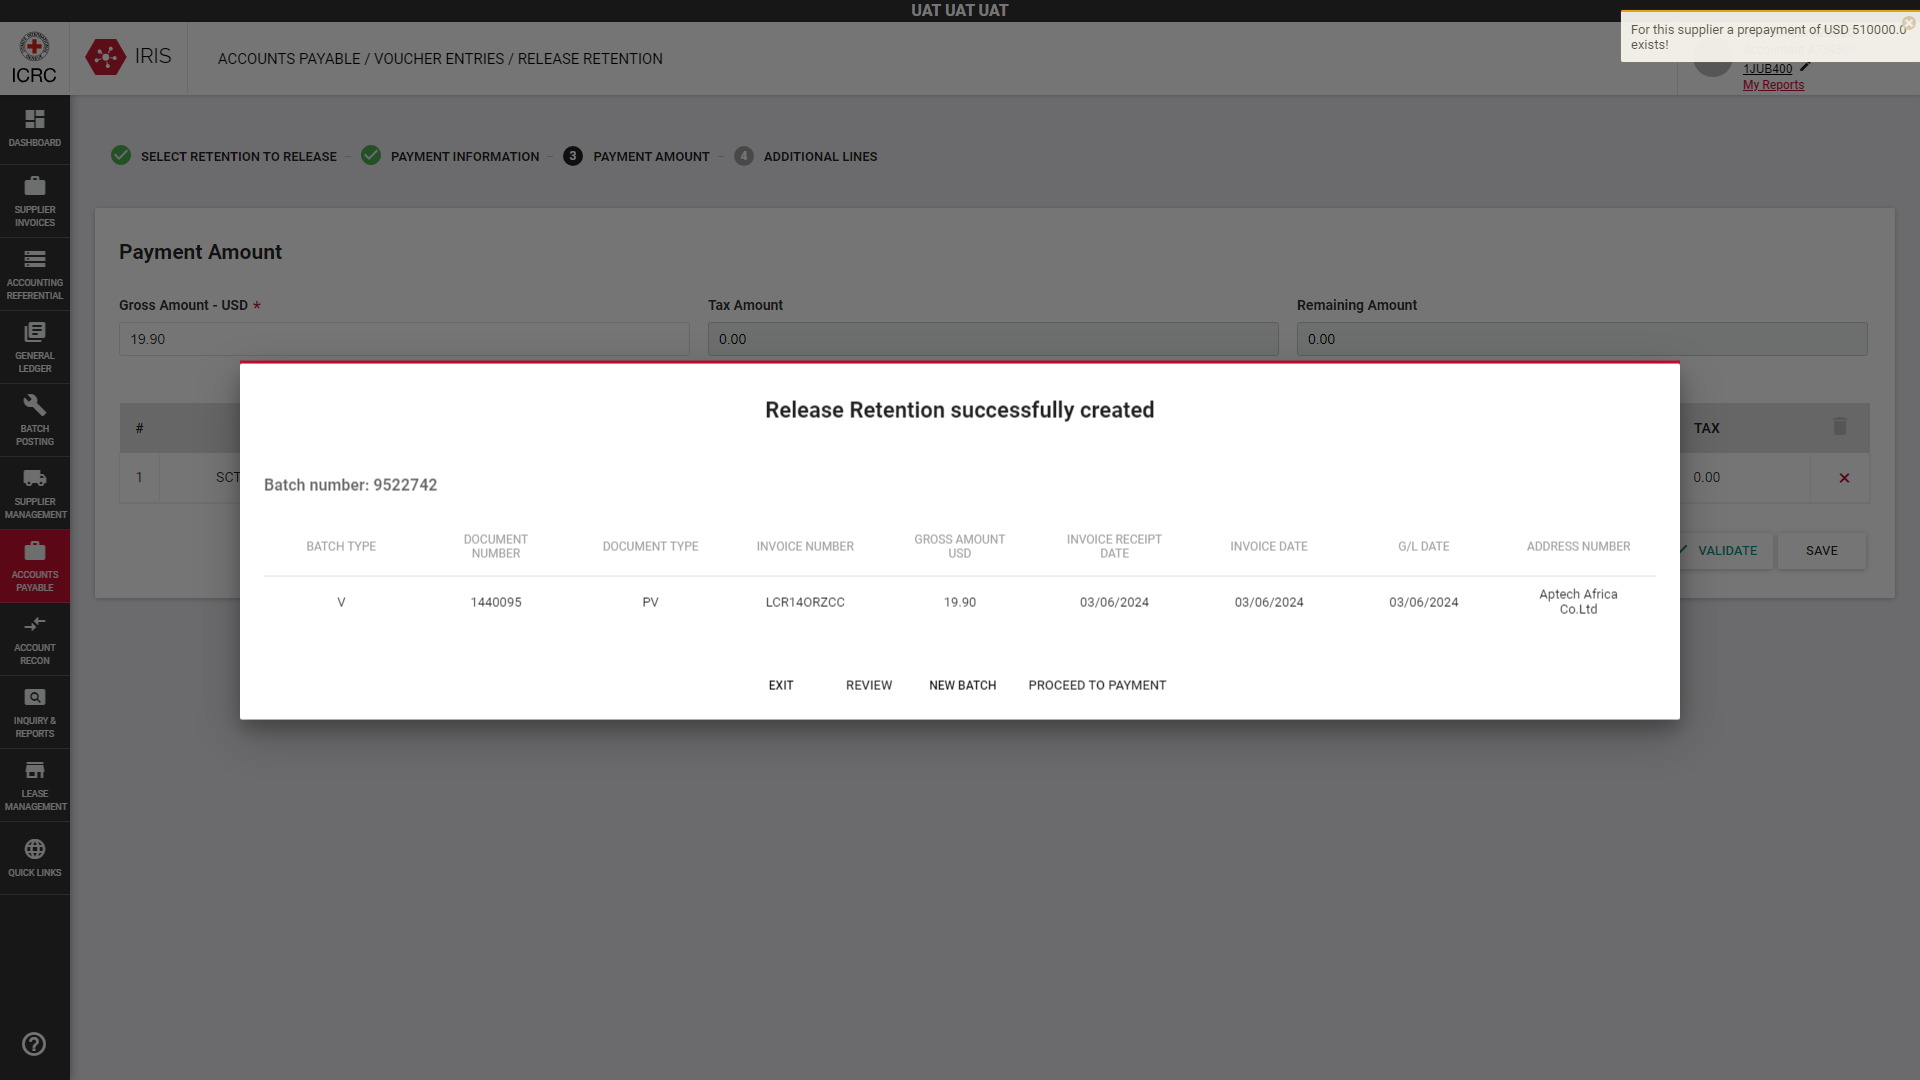 UAT UAT UAT
ICRC
IRIS
ACCOUNTS PAYABLE / VOUCHER ENTRIES / RELEASE RETENTION
For this supplier a prepayment of USD 510000.0
exists!
1JUB400
My Reports
DASHBOARD
SUPPLIER
INVOICES
ACCOUNTING
REFERENTIAL
GENERAL
LEDGER
BATCH
POSTING
SUPPLIER
MANAGEMENT
ACCOUNTS
PAYABLE
ACCOUNT
RECON
INQUIRY &
REPORTS
LEASE
MANAGEMENT
QUICK LINKS
SELECT RETENTION TO RELEASE
PAYMENT INFORMATION
3 PAYMENT AMOUNT
4 ADDITIONAL LINES
Payment Amount
Gross Amount - USD *
Tax Amount
Remaining Amount
19.90
0.00
0.00
# TAX
1 SCT 0.00
VALIDATE
SAVE
Release Retention successfully created
Batch number: 9522742
BATCH TYPE
DOCUMENT
NUMBER
DOCUMENT TYPE
INVOICE NUMBER
GROSS AMOUNT
USD
INVOICE RECEIPT
DATE
INVOICE DATE
G/L DATE
ADDRESS NUMBER
V
1440095
PV
LCR14ORZCC
19.90
03/06/2024
03/06/2024
03/06/2024
Aptech Africa
Co.Ltd
EXIT
REVIEW
NEW BATCH
PROCEED TO PAYMENT